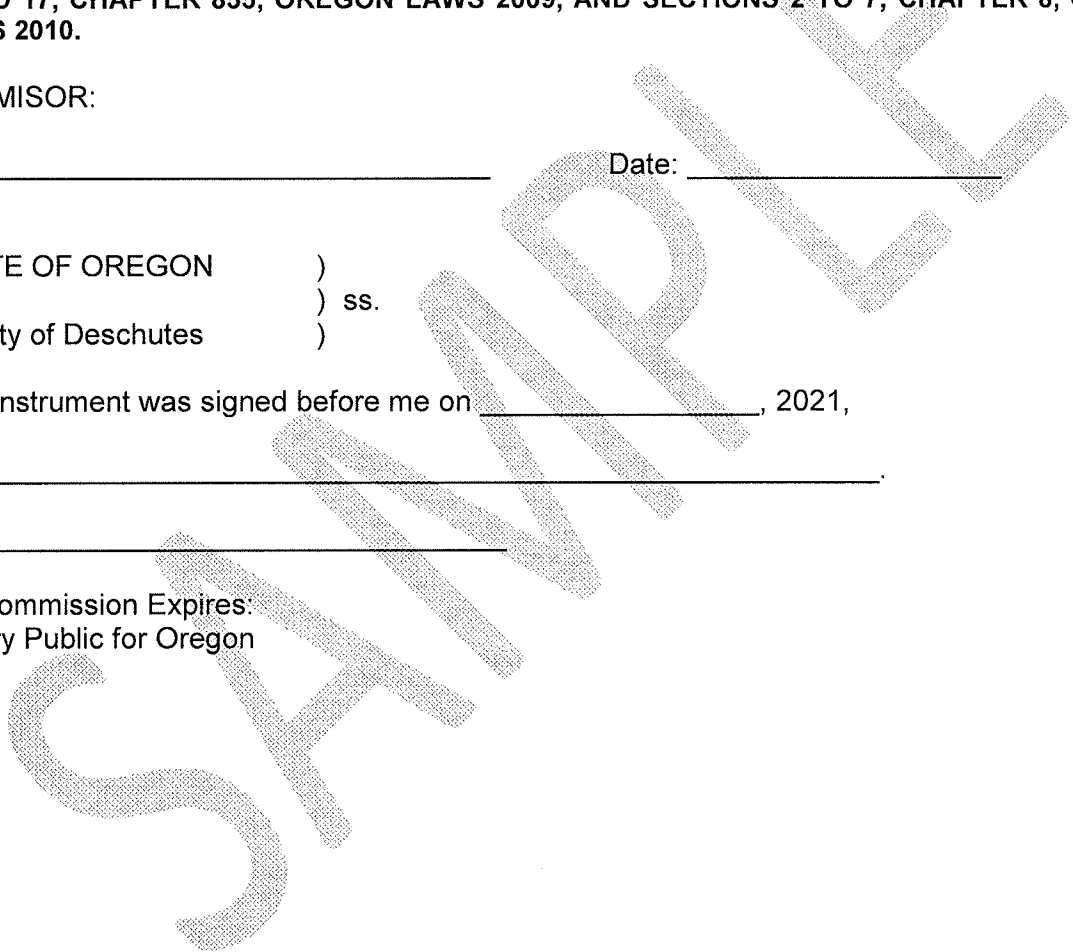 17, CHAPTER 855, OREGON LAWS 2009, AND SECTIONS 2 TO 7, CHAPTER 8,
S 2010.
MISOR:
Date:
TE OF OREGON )
) ss.
ty of Deschutes )
nstrument was signed before me on , 2021,
.
ommission Expires:
ry Public for Oregon
SAMPLE